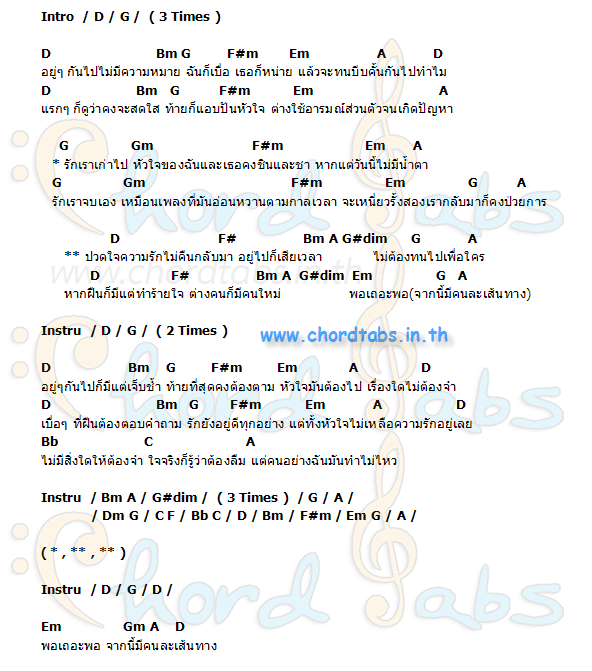 Intro / D / G / ( 3 Times )
D Bm G F#m Em A D
อยู่ๆ กันไปไม่มีความหมาย ฉันก็เบื่อ เธอก็หน่าย แล้วจะทนบีบคั้นกันไปทำไม
D Bm G F#m Em A
แรกๆ ก็ดูว่าคงจะสดใส ท้ายก็แอบปันหัวใจ ต่างใช้อารมณ์ส่วนตัวจนเกิดปัญหา
G Gm F#m Em A
* รักเราเก่าไป หัวใจของฉันและเธอคงชินและชา หากแต่วันนี้ไม่มีน้ำตา
G Gm F#m Em G A
รักเราจบเอง เหมือนเพลงที่มันอ่อนหวานตามกาลเวลา จะเหนี่ยวรั้งสองเรากลับมาก็คงป่วยการ
D F# Bm A G#dim G A
** ปวดใจความรักไม่คืนกลับมา อยู่ไปก็เสียเวลา ไม่ต้องทนไปเพื่อใคร
D F# Bm A G#dim Em G A
หากฝืนก็มีแต่ทำร้ายใจ ต่างคนก็มีคนใหม่ พอเถอะพอ(จากนี้มีคนละเส้นทาง)
Instru / D / G / ( 2 Times )
www.chordtabs.in.th
D Bm G F#m Em A D
อยู่ๆกันไปก็มีแต่เจ็บช้ำ ท้ายที่สุดคงต้องตาม หัวใจมันต้องไป เรื่องใดไม่ต้องจำ
D Bm G F#m Em A D
เบื่อๆ ที่ฝืนต้องตอบคำถาม รักยังอยู่ดีทุกอย่าง แต่ทั้งหัวใจไม่เหลือความรักอยู่เลย
Bb C A
ไม่มีสิ่งใดให้ต้องจำ ใจจริงก็รู้ว่าต้องลืม แต่คนอย่างฉันมันทำไม่ไหว
Instru / Bm A / G#dim / ( 3 Times ) / G / A /
/ Dm G / C F / Bb C / D / Bm / F#m / Em G / A /
( * , ** , ** )
Instru / D / G / D /
Em Gm A D
พอเถอะพอ จากนี้มีคนละเส้นทาง